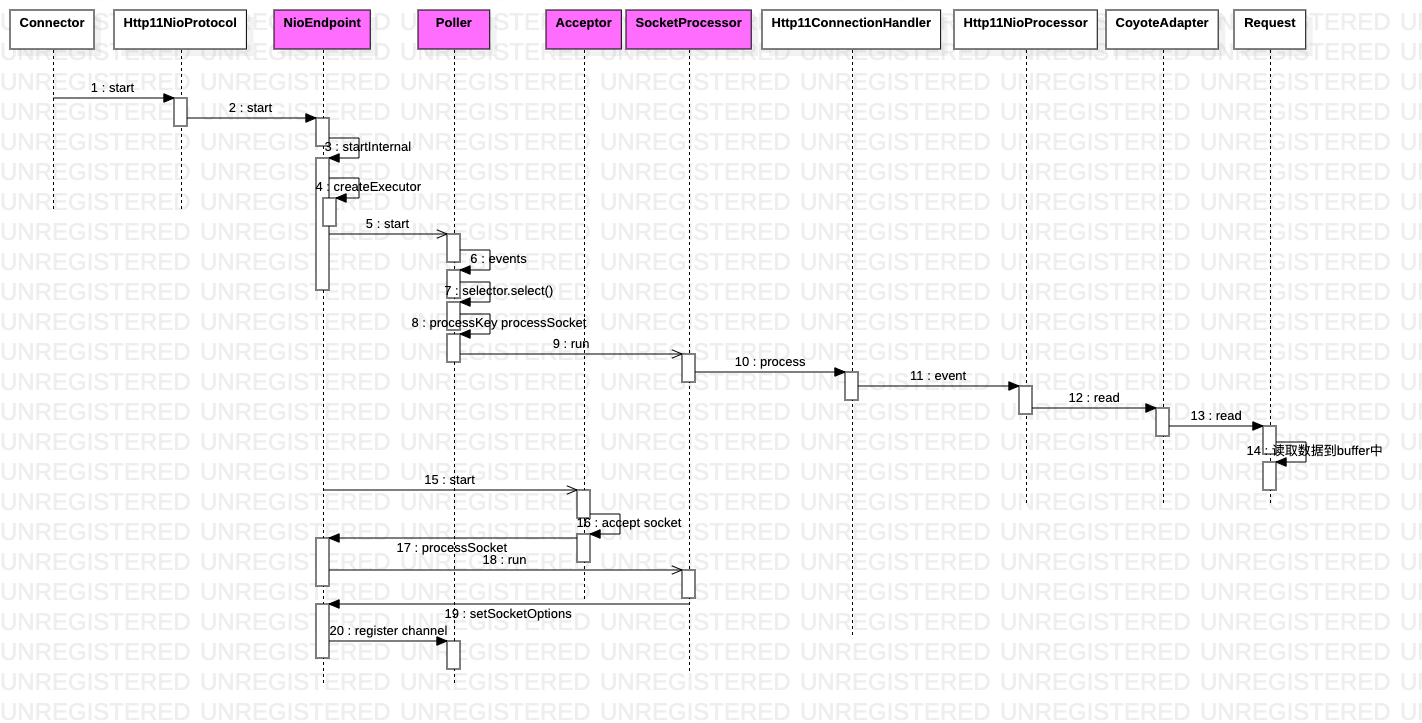 Connector Http11NioProtocol NioEndpoint Poller Acceptor SocketProcessor Http11ConnectionHandler Http11NioProcessor CoyoteAdapter Request
1 : start
2 : start
3 : startInternal
4 : createExecutor
5 : start
6 : events
7 : selector.select()
8 : processKey processSocket
9 : run
10 : process
11 : event
12 : read
13 : read
14 : 读取数据到buffer中
15 : start
16 : accept socket
17 : processSocket
18 : run
19 : setSocketOptions
20 : register channel
UNREGISTERED